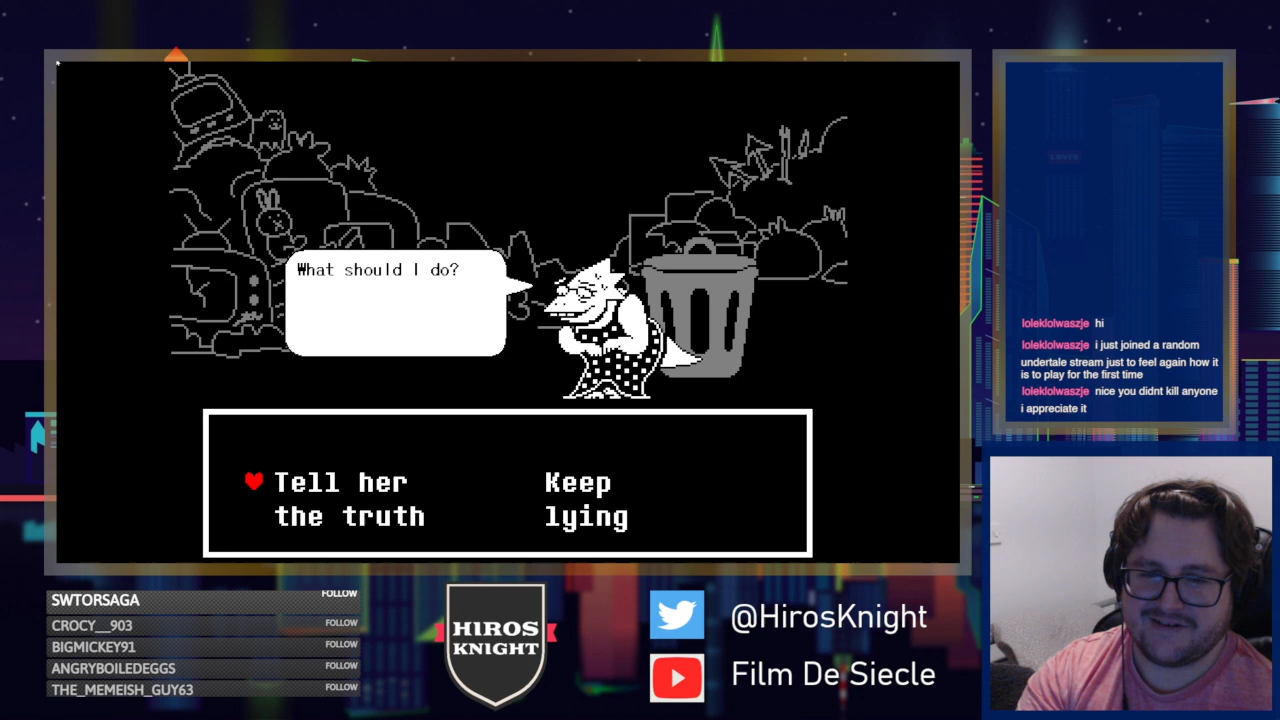 What should I do?
Tell her
the truth
Keep
lying
loleklolwaszje hi
loleklolwaszje i just joined a random
undertale stream just to feel again how it
is to play for the first time
loleklolwaszje nice you didnt kill anyone
i appreciate it
SWTORSAGA FOLLOW
CROCY__903 FOLLOW
BIGMICKEY91 FOLLOW
ANGRYBOILEDEGGS FOLLOW
THE_MEMEISH_GUY63 FOLLOW
HIROS
KNIGHT
@HirosKnight
Film De Siecle